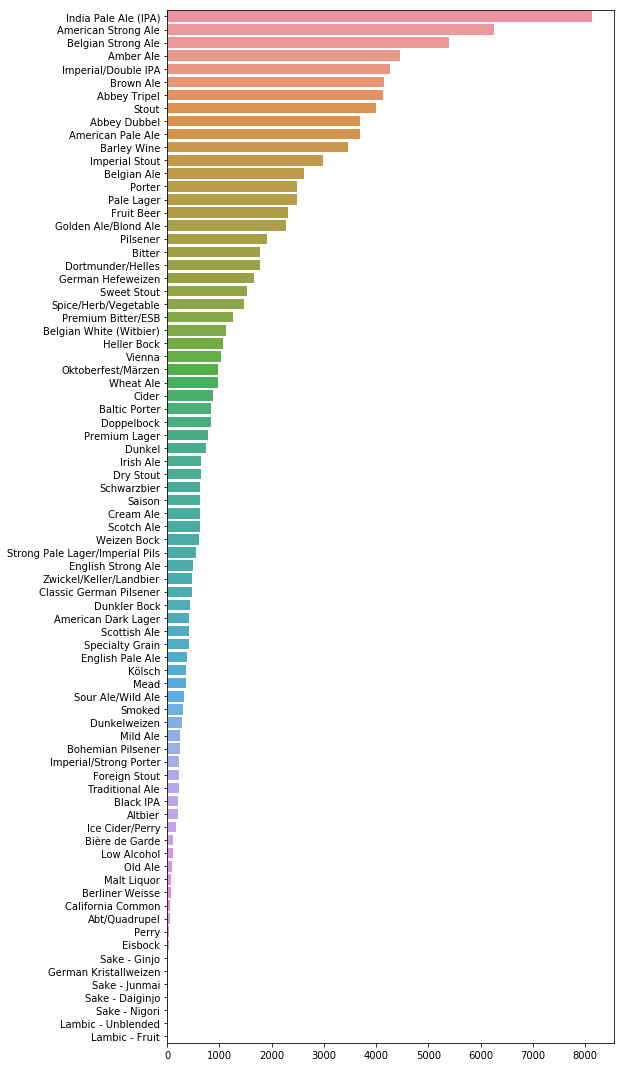 India Pale Ale (IPA)
American Strong Ale
Belgian Strong Ale
Amber Ale
Imperial/Double IPA
Brown Ale
Abbey Tripel
Stout
Abbey Dubbel
American Pale Ale
Barley Wine
Imperial Stout
Belgian Ale
Porter
Pale Lager
Fruit Beer
Golden Ale/Blond Ale
Pilsener
Bitter
Dortmunder/Helles
German Hefeweizen
Sweet Stout
Spice/Herb/Vegetable
Premium Bitter/ESB
Belgian White (Witbier)
Heller Bock
Vienna
Oktoberfest/Märzen
Wheat Ale
Cider
Baltic Porter
Doppelbock
Premium Lager
Dunkel
Irish Ale
Dry Stout
Schwarzbier
Saison
Cream Ale
Scotch Ale
Weizen Bock
Strong Pale Lager/Imperial Pils
English Strong Ale
Zwickel/Keller/Landbier
Classic German Pilsener
Dunkler Bock
American Dark Lager
Scottish Ale
Specialty Grain
English Pale Ale
Kölsch
Mead
Sour Ale/Wild Ale
Smoked
Dunkelweizen
Mild Ale
Bohemian Pilsener
Imperial/Strong Porter
Foreign Stout
Traditional Ale
Black IPA
Altbier
Ice Cider/Perry
Bière de Garde
Low Alcohol
Old Ale
Malt Liquor
Berliner Weisse
California Common
Abt/Quadrupel
Perry
Eisbock
Sake - Ginjo
German Kristallweizen
Sake - Junmai
Sake - Daiginjo
Sake - Nigori
Lambic - Unblended
Lambic - Fruit
0 1000 2000 3000 4000 5000 6000 7000 8000